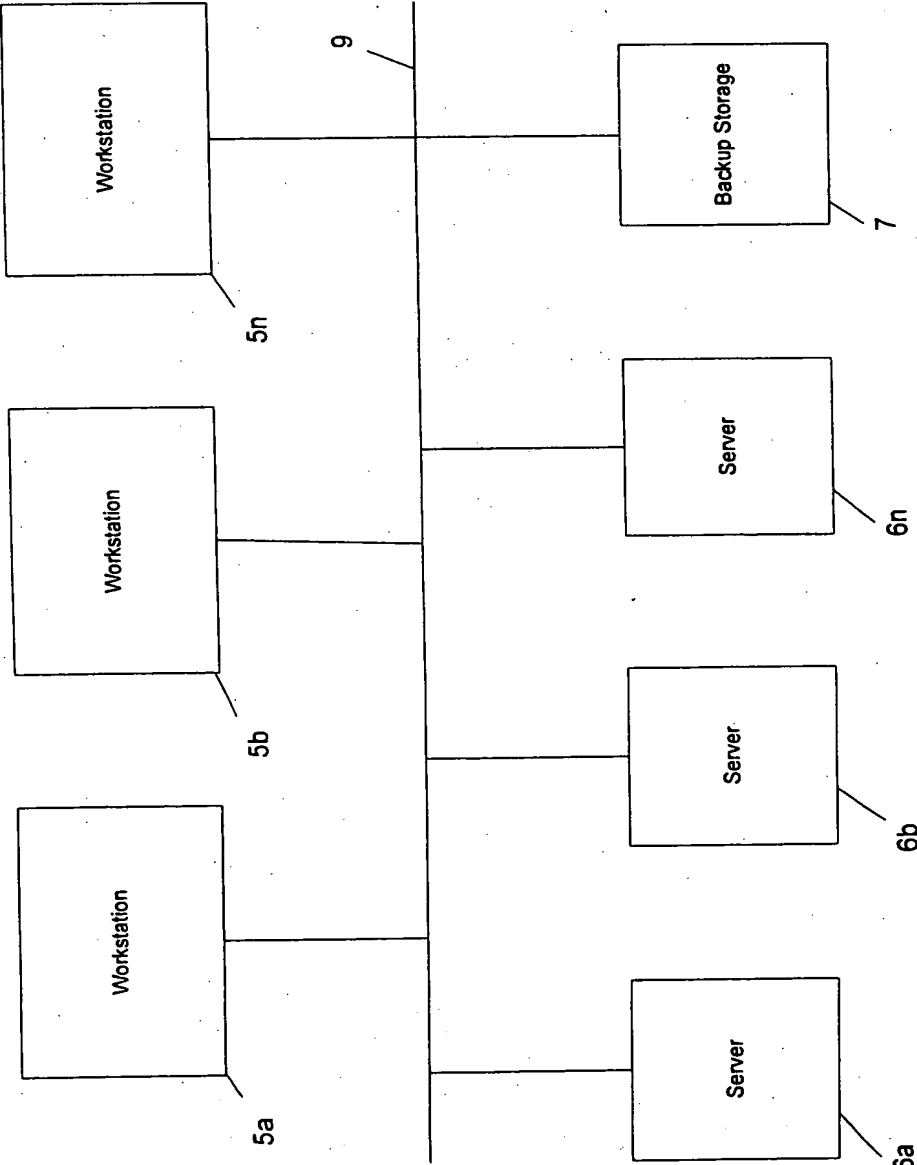 Workstation
Workstation
Workstation
5a
5b
5n
9
Server
Server
Server
Backup Storage
6a
6b
6n
7